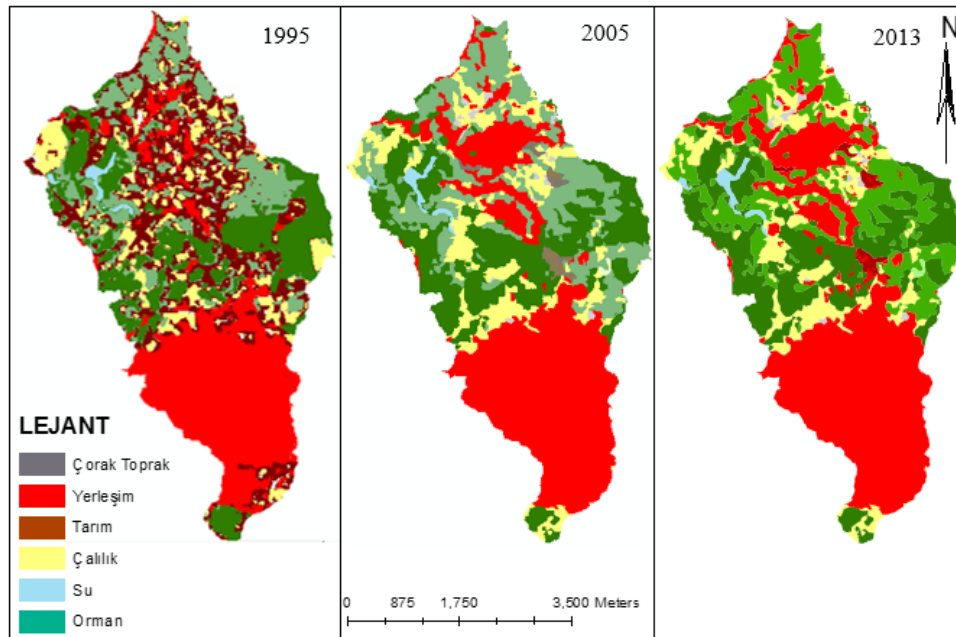 1995
2005
2013
N
LEJANT
Çorak Toprak
Yerleşim
Tarım
Çalılık
Su
Orman
0 875 1,750 3,500 Meters